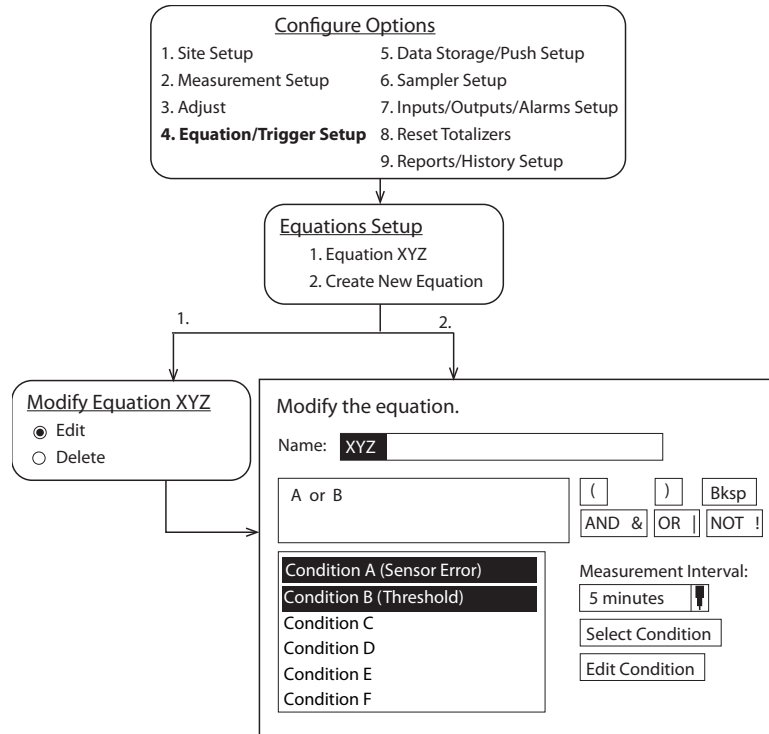 Configure Options
1. Site Setup
2. Measurement Setup
3. Adjust
4. Equation/Trigger Setup
5. Data Storage/Push Setup
6. Sampler Setup
7. Inputs/Outputs/Alarms Setup
8. Reset Totalizers
9. Reports/History Setup
Equations Setup
1. Equation XYZ
2. Create New Equation
1.
2.
Modify Equation XYZ
Edit
Delete
Modify the equation.
Name: XYZ
A or B
( ) Bksp
AND & OR | NOT !
Condition A (Sensor Error)
Condition B (Threshold)
Condition C
Condition D
Condition E
Condition F
Measurement Interval:
5 minutes
Select Condition
Edit Condition